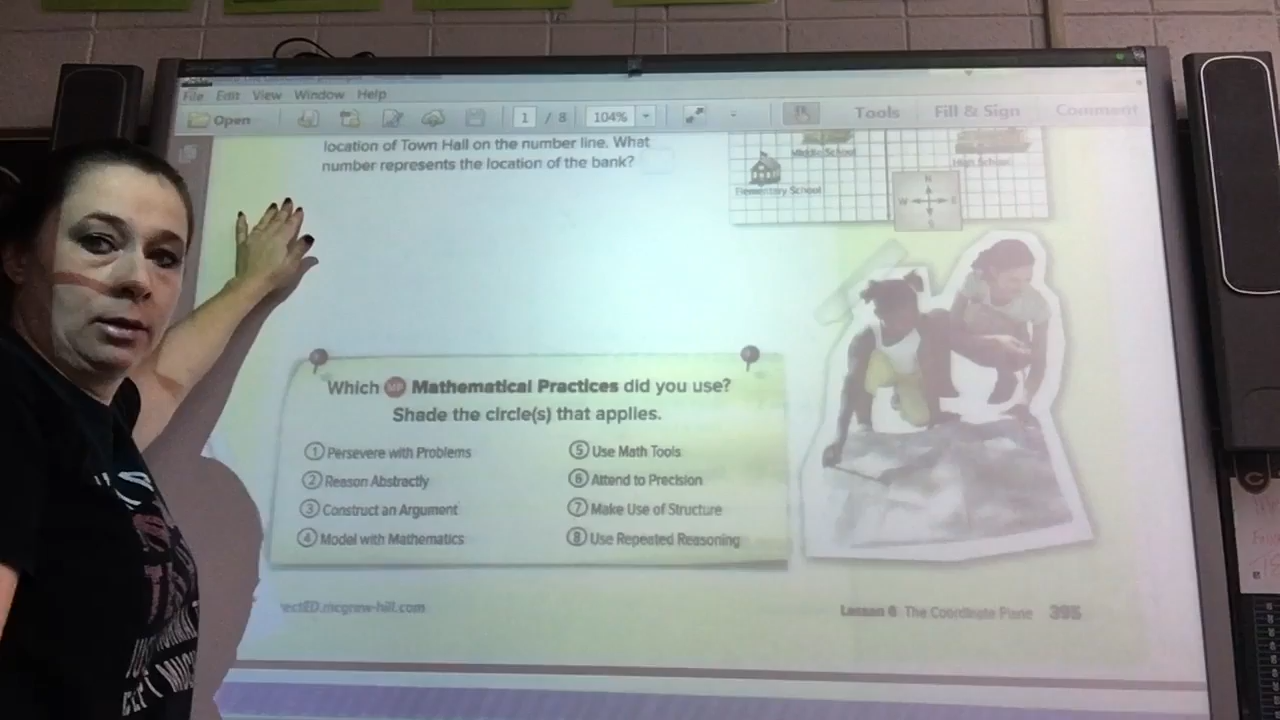 File Edit View Window Help
Open 1 / 8 104% Tools Fill & Sign Comment
location of Town Hall on the number line. What
number represents the location of the bank?
Middle School
High School
Elementary School
N
W E
S
Which MP Mathematical Practices did you use?
Shade the circle(s) that applies.
1 Persevere with Problems
2 Reason Abstractly
3 Construct an Argument
4 Model with Mathematics
5 Use Math Tools
6 Attend to Precision
7 Make Use of Structure
8 Use Repeated Reasoning
ectED.mcgraw-hill.com
Lesson 6 The Coordinate Plane 395